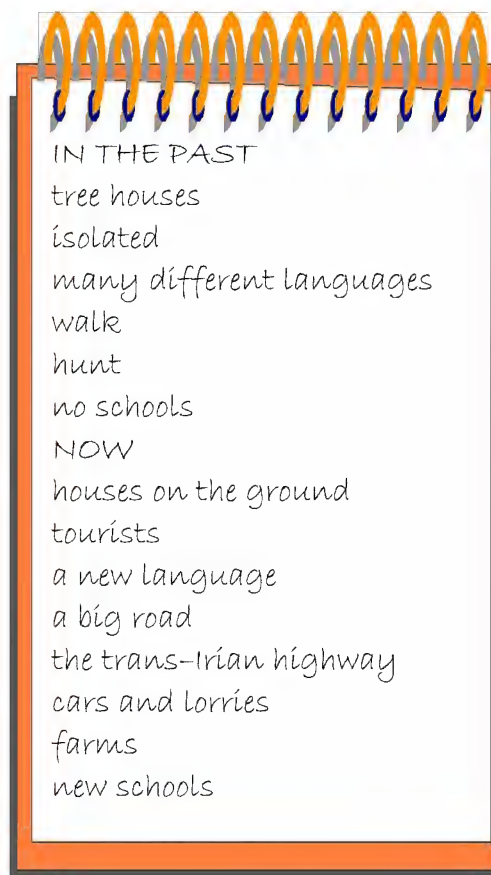 IN THE PAST
tree houses
isolated
many different languages
walk
hunt
no schools
NOW
houses on the ground
tourists
a new language
a big road
the trans-Irian highway
cars and lorries
farms
new schools